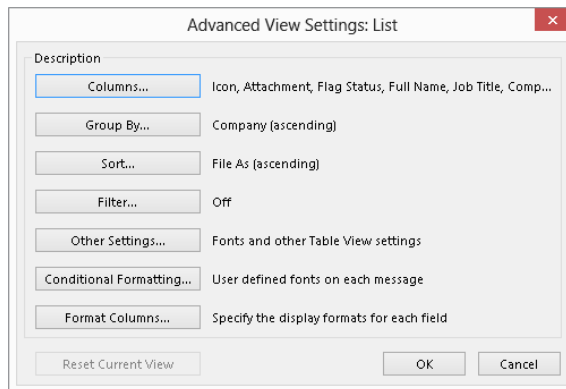 Advanced View Settings: List
Description
Columns... Icon, Attachment, Flag Status, Full Name, Job Title, Comp...
Group By... Company (ascending)
Sort... File As (ascending)
Filter... Off
Other Settings... Fonts and other Table View settings
Conditional Formatting... User defined fonts on each message
Format Columns... Specify the display formats for each field
Reset Current View OK Cancel